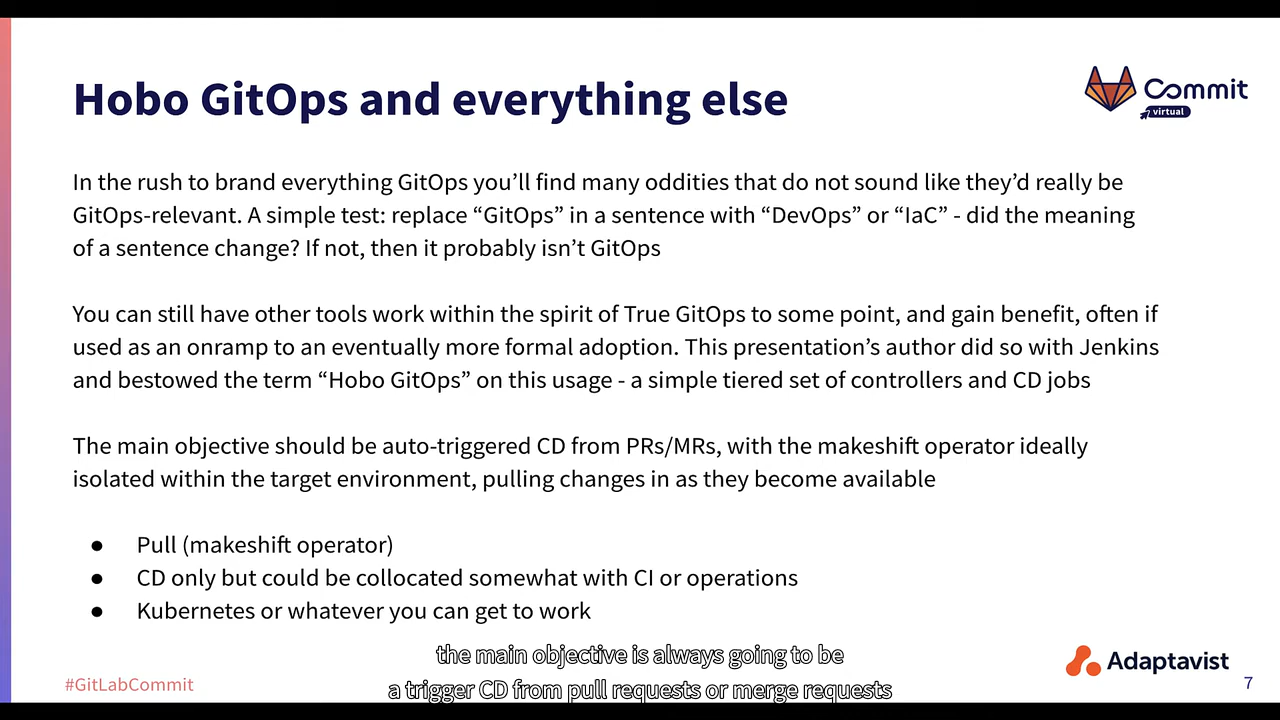 Hobo GitOps and everything else
Commit
virtual
In the rush to brand everything GitOps you’ll find many oddities that do not sound like they’d really be
GitOps-relevant. A simple test: replace “GitOps” in a sentence with “DevOps” or “IaC” - did the meaning
of a sentence change? If not, then it probably isn’t GitOps
You can still have other tools work within the spirit of True GitOps to some point, and gain benefit, often if
used as an onramp to an eventually more formal adoption. This presentation’s author did so with Jenkins
and bestowed the term “Hobo GitOps” on this usage - a simple tiered set of controllers and CD jobs
The main objective should be auto-triggered CD from PRs/MRs, with the makeshift operator ideally
isolated within the target environment, pulling changes in as they become available
● Pull (makeshift operator)
● CD only but could be collocated somewhat with CI or operations
● Kubernetes or whatever you can get to work
the main objective is always going to be
a trigger CD from pull requests or merge requests
Adaptavist
#GitLabCommit
7